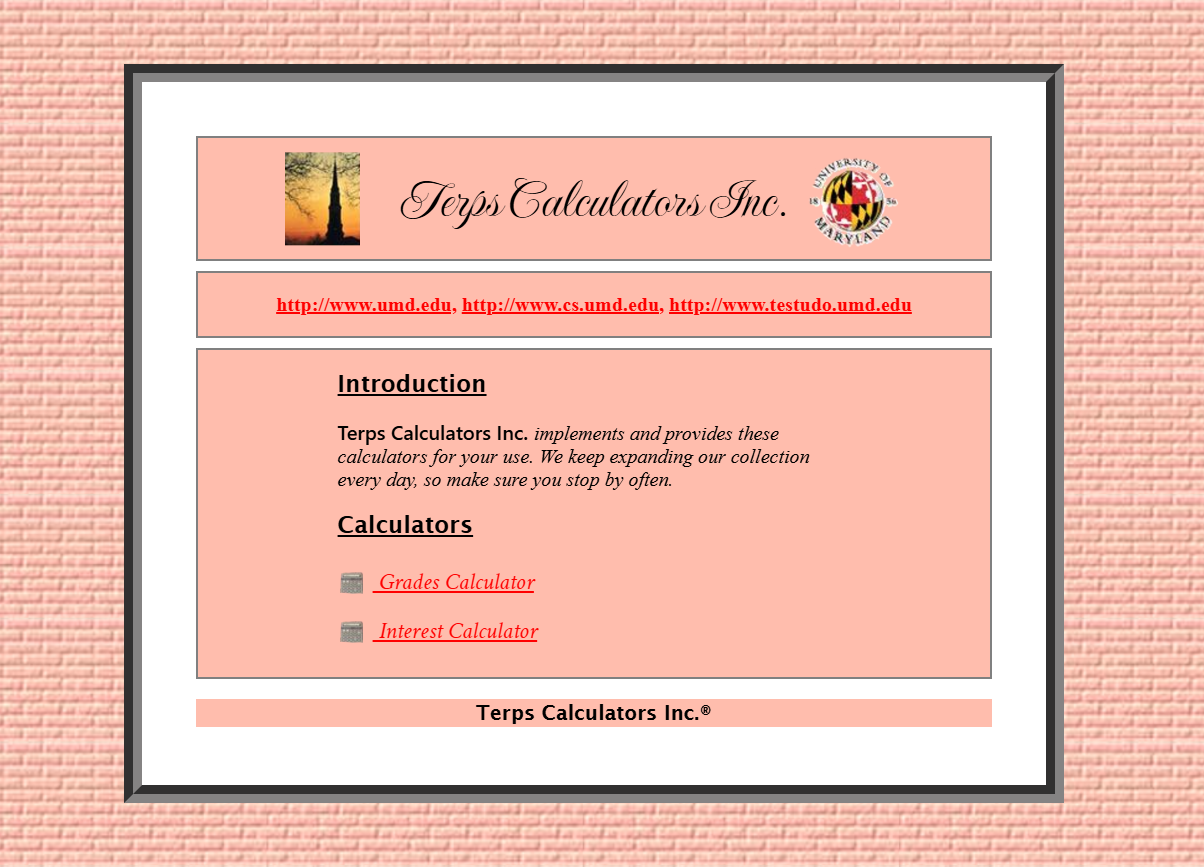 Terps Calculators Inc.
UNIVERSITY OF
18 56
MARYLAND
http://www.umd.edu, http://www.cs.umd.edu, http://www.testudo.umd.edu
Introduction
Terps Calculators Inc. implements and provides these
calculators for your use. We keep expanding our collection
every day, so make sure you stop by often.
Calculators
Grades Calculator
Interest Calculator
Terps Calculators Inc.®